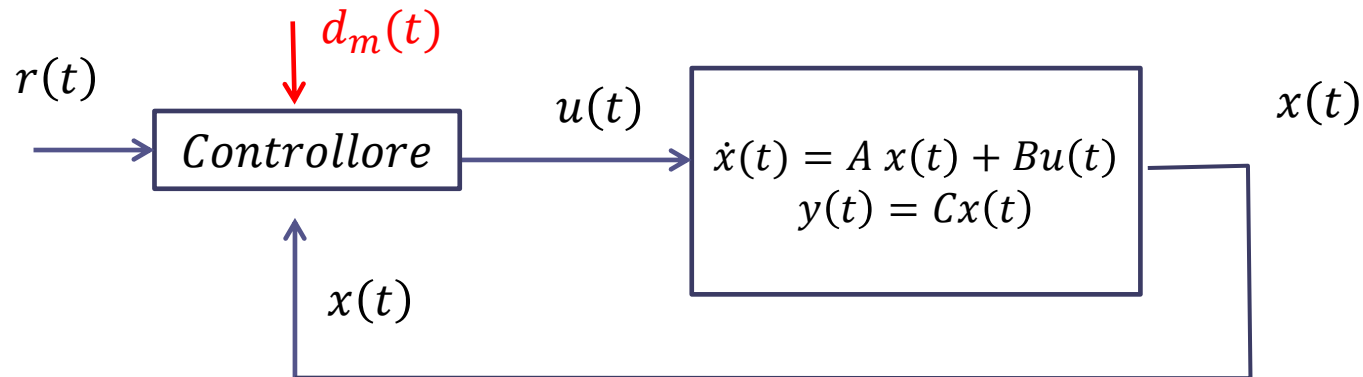 d_m(t)
r(t)
Controllore
u(t)
ẋ(t) = A x(t) + Bu(t)
y(t) = Cx(t)
x(t)
x(t)